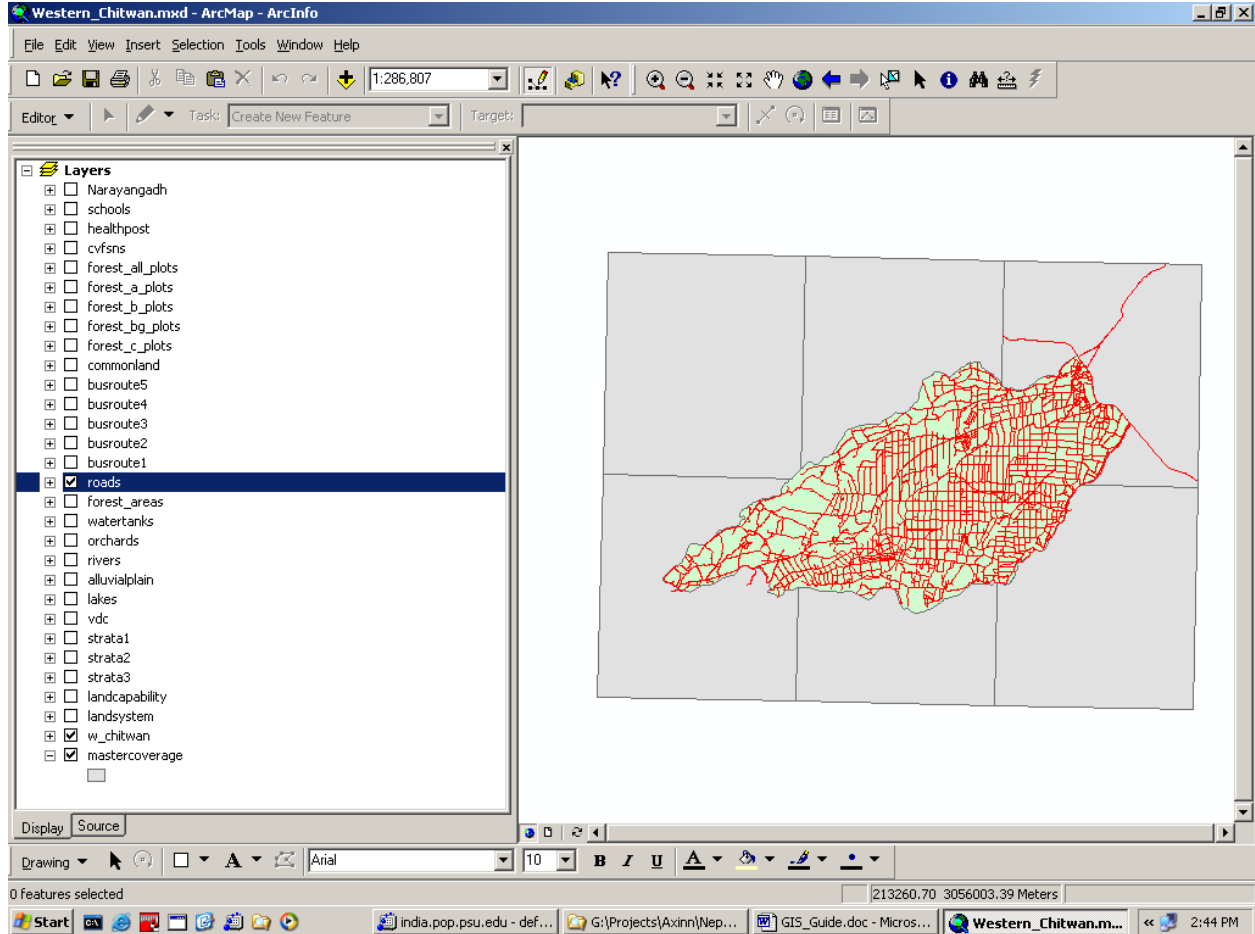 Western_Chitwan.mxd - ArcMap - ArcInfo
File Edit View Insert Selection Tools Window Help
1:286,807
Editor Task: Create New Feature Target:
Layers
Narayangadh
schools
healthpost
cvfsns
forest_all_plots
forest_a_plots
forest_b_plots
forest_bg_plots
forest_c_plots
commonland
busroute5
busroute4
busroute3
busroute2
busroute1
roads
forest_areas
watertanks
orchards
rivers
alluvialplain
lakes
vdc
strata1
strata2
strata3
landcapability
landsystem
w_chitwan
mastercoverage
Display Source
Drawing A Arial 10 B I U A
0 features selected 213260.70 3056003.39 Meters
Start india.pop.psu.edu - def... G:\Projects\Axinn\Nep... GIS_Guide.doc - Micros... Western_Chitwan.m... « 2:44 PM